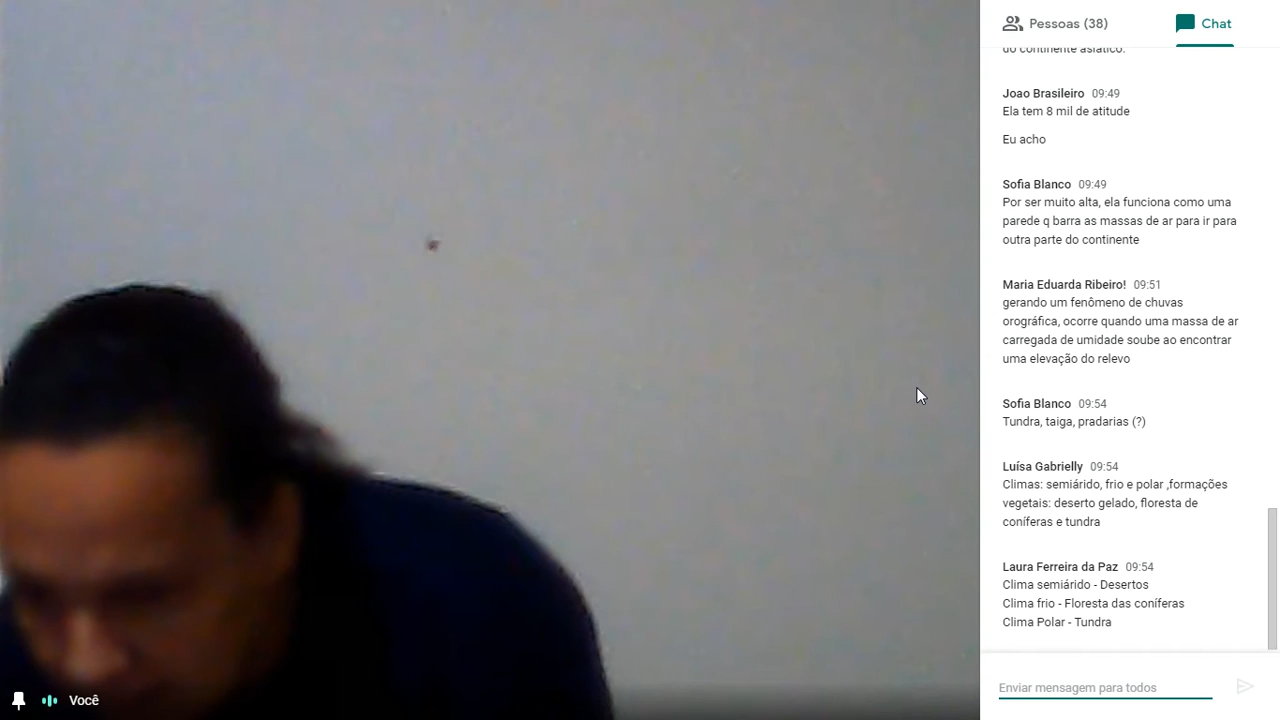 Pessoas (38)
Chat
do continente asiático.
Joao Brasileiro 09:49
Ela tem 8 mil de atitude
Eu acho
Sofia Blanco 09:49
Por ser muito alta, ela funciona como uma
parede q barra as massas de ar para ir para
outra parte do continente
Maria Eduarda Ribeiro! 09:51
gerando um fenômeno de chuvas
orográfica, ocorre quando uma massa de ar
carregada de umidade soube ao encontrar
uma elevação do relevo
Sofia Blanco 09:54
Tundra, taiga, pradarias (?)
Luísa Gabrielly 09:54
Climas: semiárido, frio e polar ,formações
vegetais: deserto gelado, floresta de
coníferas e tundra
Laura Ferreira da Paz 09:54
Clima semiárido - Desertos
Clima frio - Floresta das coníferas
Clima Polar - Tundra
Enviar mensagem para todos
Você